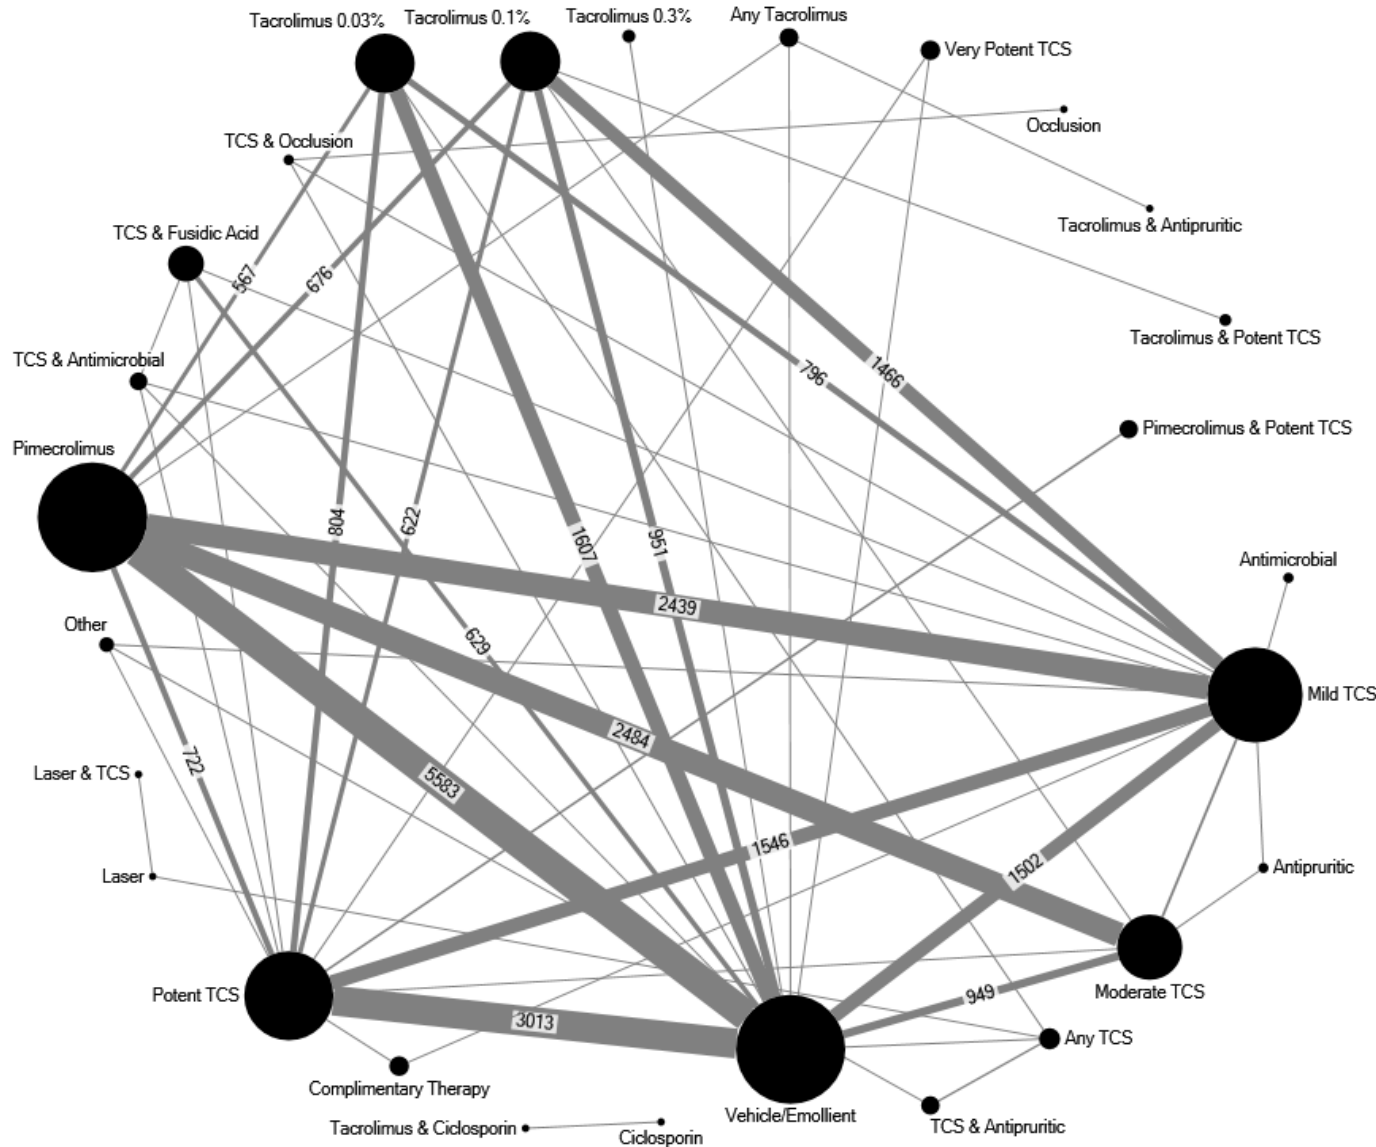 Tacrolimus 0.03%
Tacrolimus 0.1%
Tacrolimus 0.3%
Any Tacrolimus
Very Potent TCS
Occlusion
TCS & Occlusion
Tacrolimus & Antipruritic
TCS & Fusidic Acid
567
676
Tacrolimus & Potent TCS
TCS & Antimicrobial
796
1466
Pimecrolimus
Pimecrolimus & Potent TCS
804
622
1607
951
Antimicrobial
2439
Other
629
Mild TCS
2484
722
Laser & TCS
5583
1546
1502
Laser
Antipruritic
Potent TCS
949
Moderate TCS
3013
Any TCS
Complimentary Therapy
Vehicle/Emollient
Tacrolimus & Ciclosporin
Ciclosporin
TCS & Antipruritic